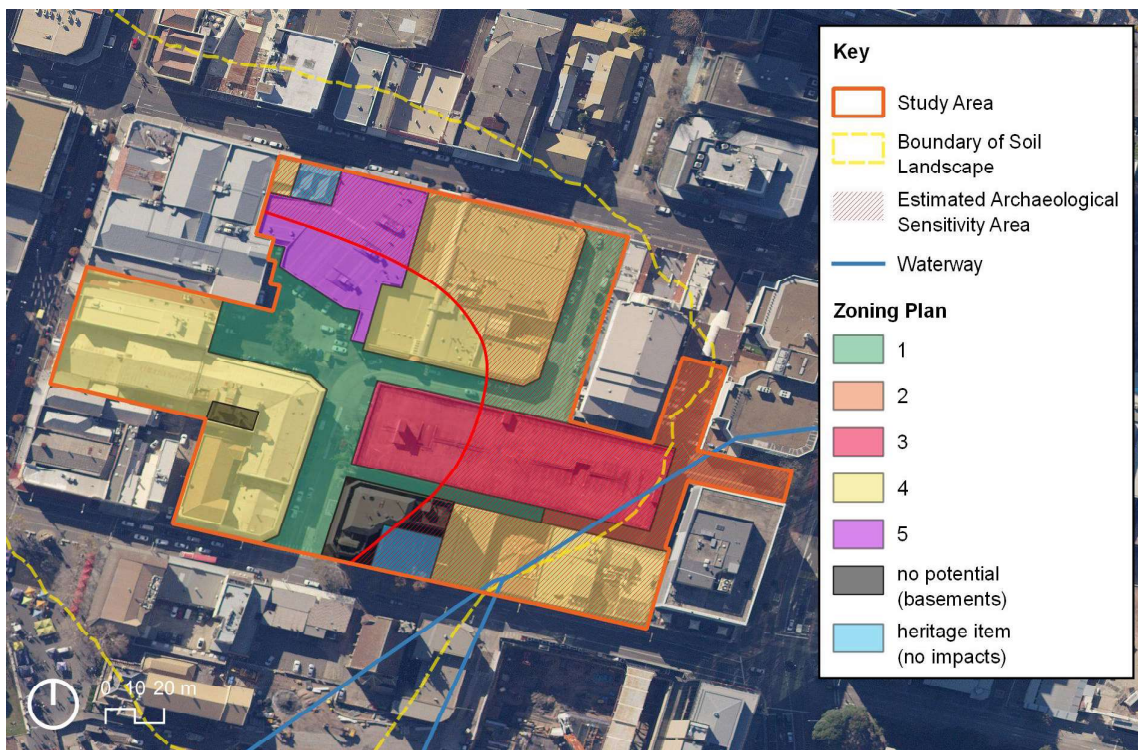 Key
Study Area
Boundary of Soil
Landscape
Estimated Archaeological
Sensitivity Area
Waterway
Zoning Plan
1
2
3
4
5
no potential
(basements)
heritage item
(no impacts)
0 10 20 m